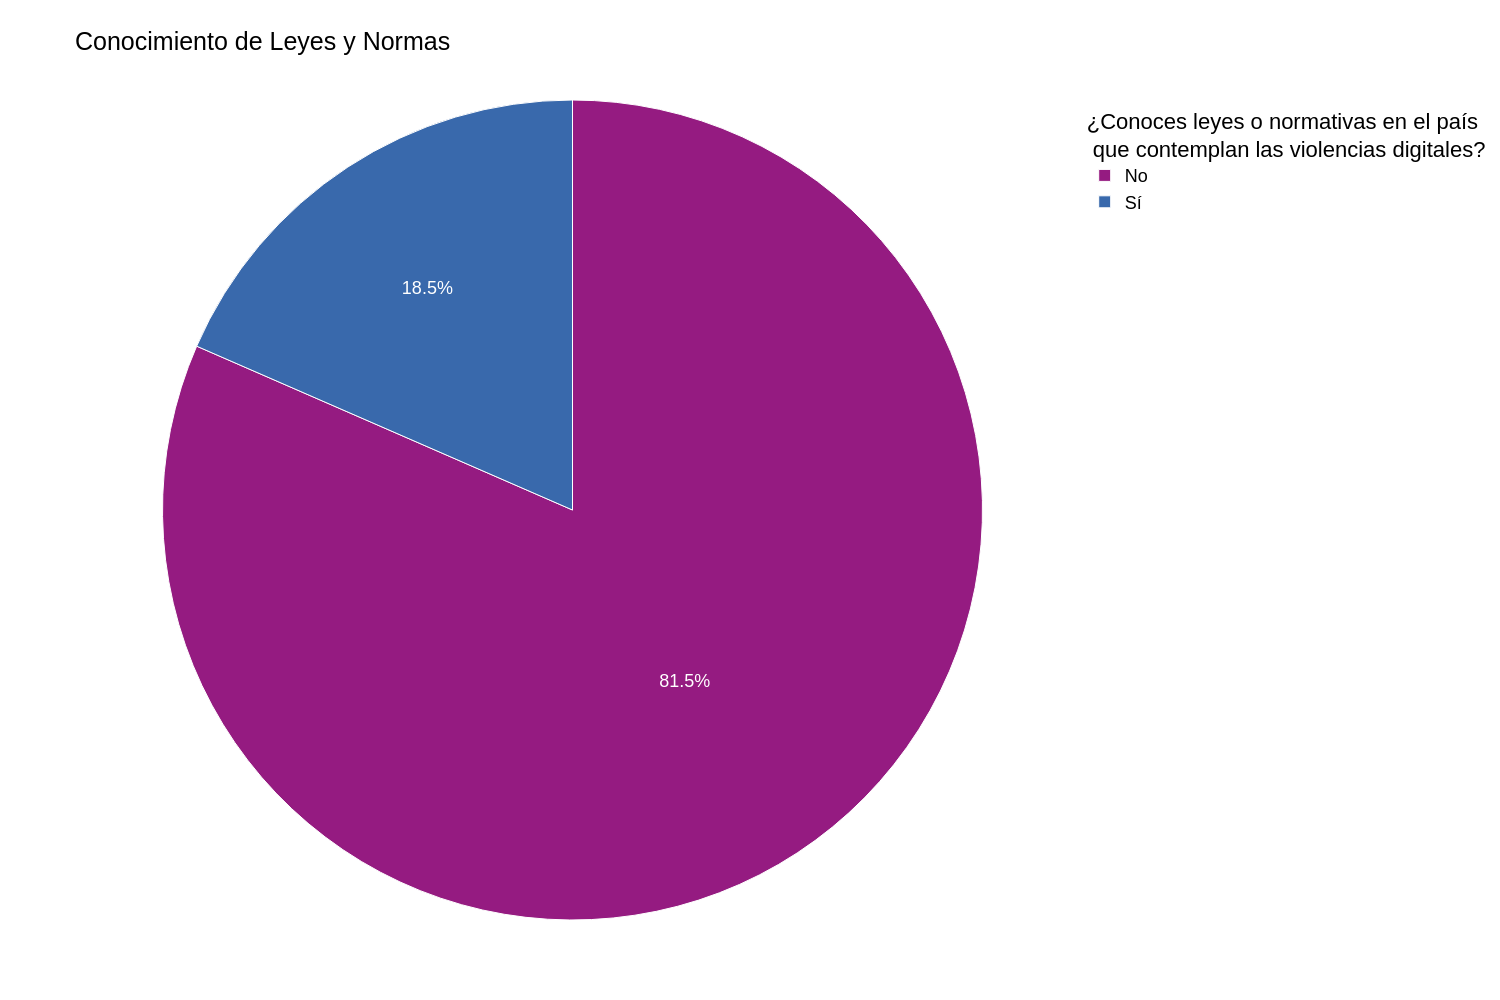 Conocimiento de Leyes y Normas
¿Conoces leyes o normativas en el país
que contemplan las violencias digitales?
No
Sí
18.5%
81.5%